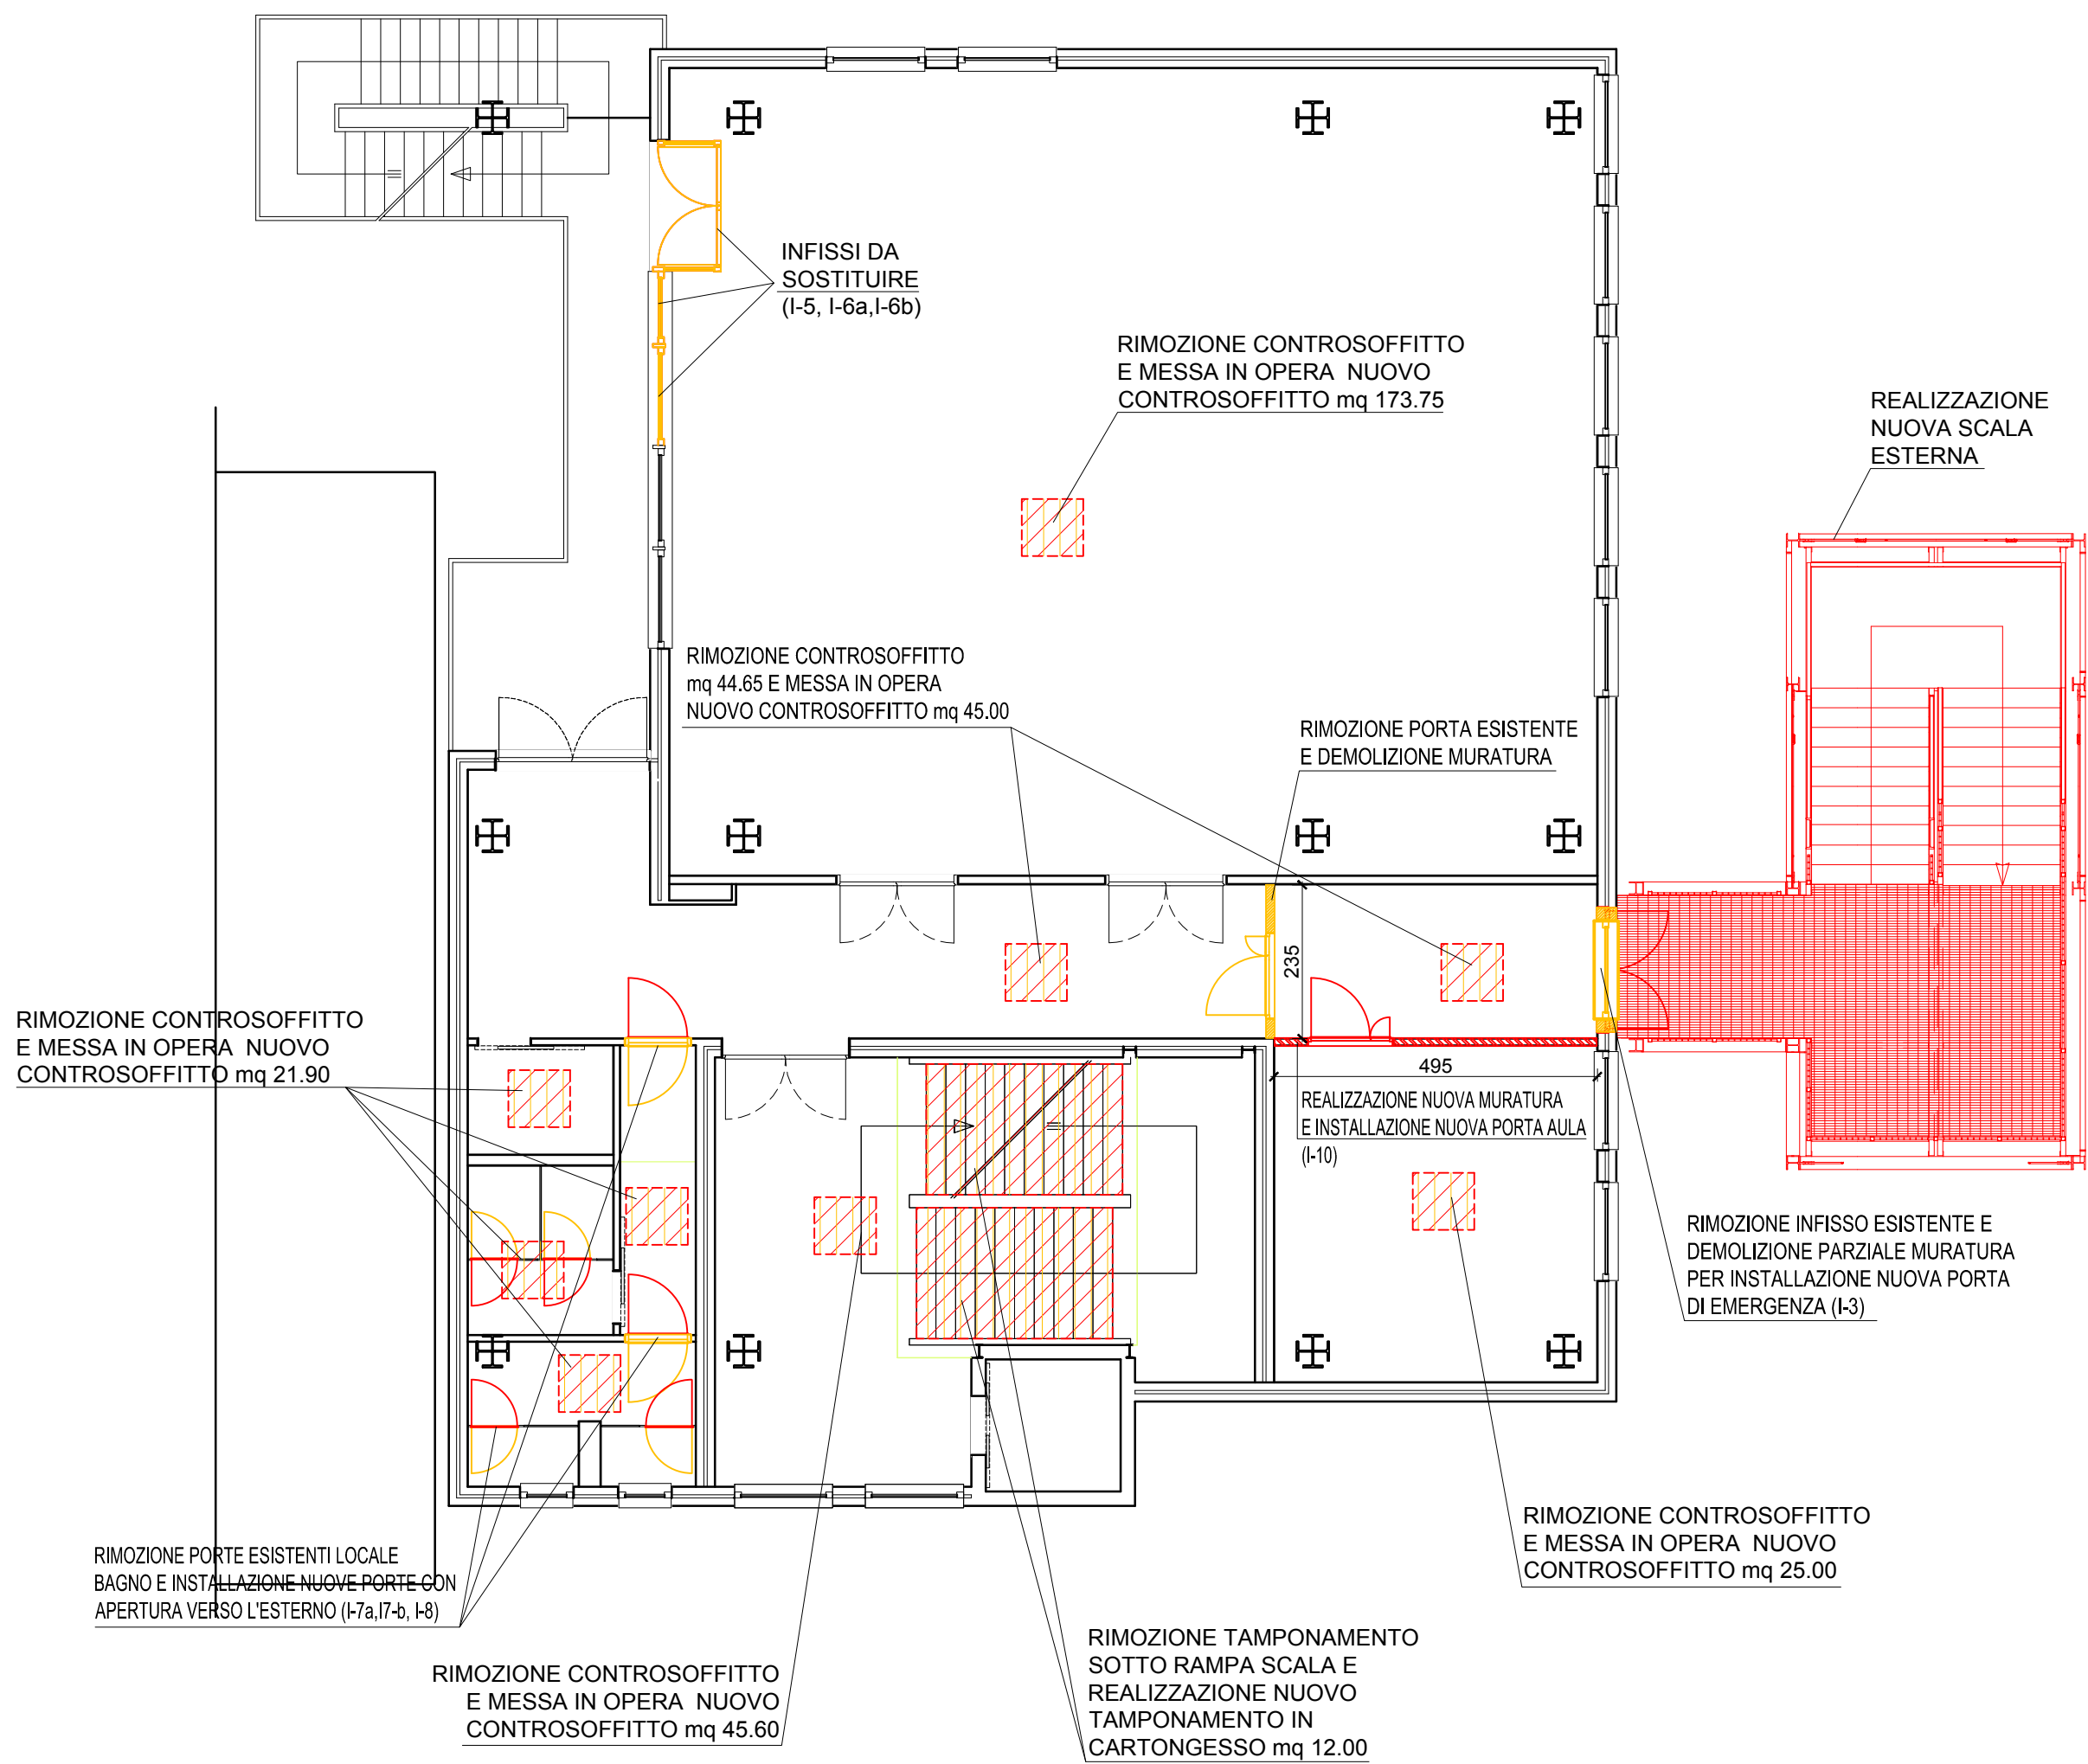 INFISSI DA
SOSTITUIRE
(I-5, I-6a,I-6b)
RIMOZIONE CONTROSOFFITTO
E MESSA IN OPERA NUOVO
CONTROSOFFITTO mq 173.75
REALIZZAZIONE
NUOVA SCALA
ESTERNA
RIMOZIONE CONTROSOFFITTO
mq 44.65 E MESSA IN OPERA
NUOVO CONTROSOFFITTO mq 45.00
RIMOZIONE PORTA ESISTENTE
E DEMOLIZIONE MURATURA
235
RIMOZIONE CONTROSOFFITTO
E MESSA IN OPERA NUOVO
CONTROSOFFITTO mq 21.90
495
REALIZZAZIONE NUOVA MURATURA
E INSTALLAZIONE NUOVA PORTA AULA
(I-10)
RIMOZIONE INFISSO ESISTENTE E
DEMOLIZIONE PARZIALE MURATURA
PER INSTALLAZIONE NUOVA PORTA
DI EMERGENZA (I-3)
RIMOZIONE CONTROSOFFITTO
E MESSA IN OPERA NUOVO
CONTROSOFFITTO mq 25.00
RIMOZIONE PORTE ESISTENTI LOCALE
BAGNO E INSTALLAZIONE NUOVE PORTE CON
APERTURA VERSO L'ESTERNO (I-7a,I7-b, I-8)
RIMOZIONE CONTROSOFFITTO
E MESSA IN OPERA NUOVO
CONTROSOFFITTO mq 45.60
RIMOZIONE TAMPONAMENTO
SOTTO RAMPA SCALA E
REALIZZAZIONE NUOVO
TAMPONAMENTO IN
CARTONGESSO mq 12.00